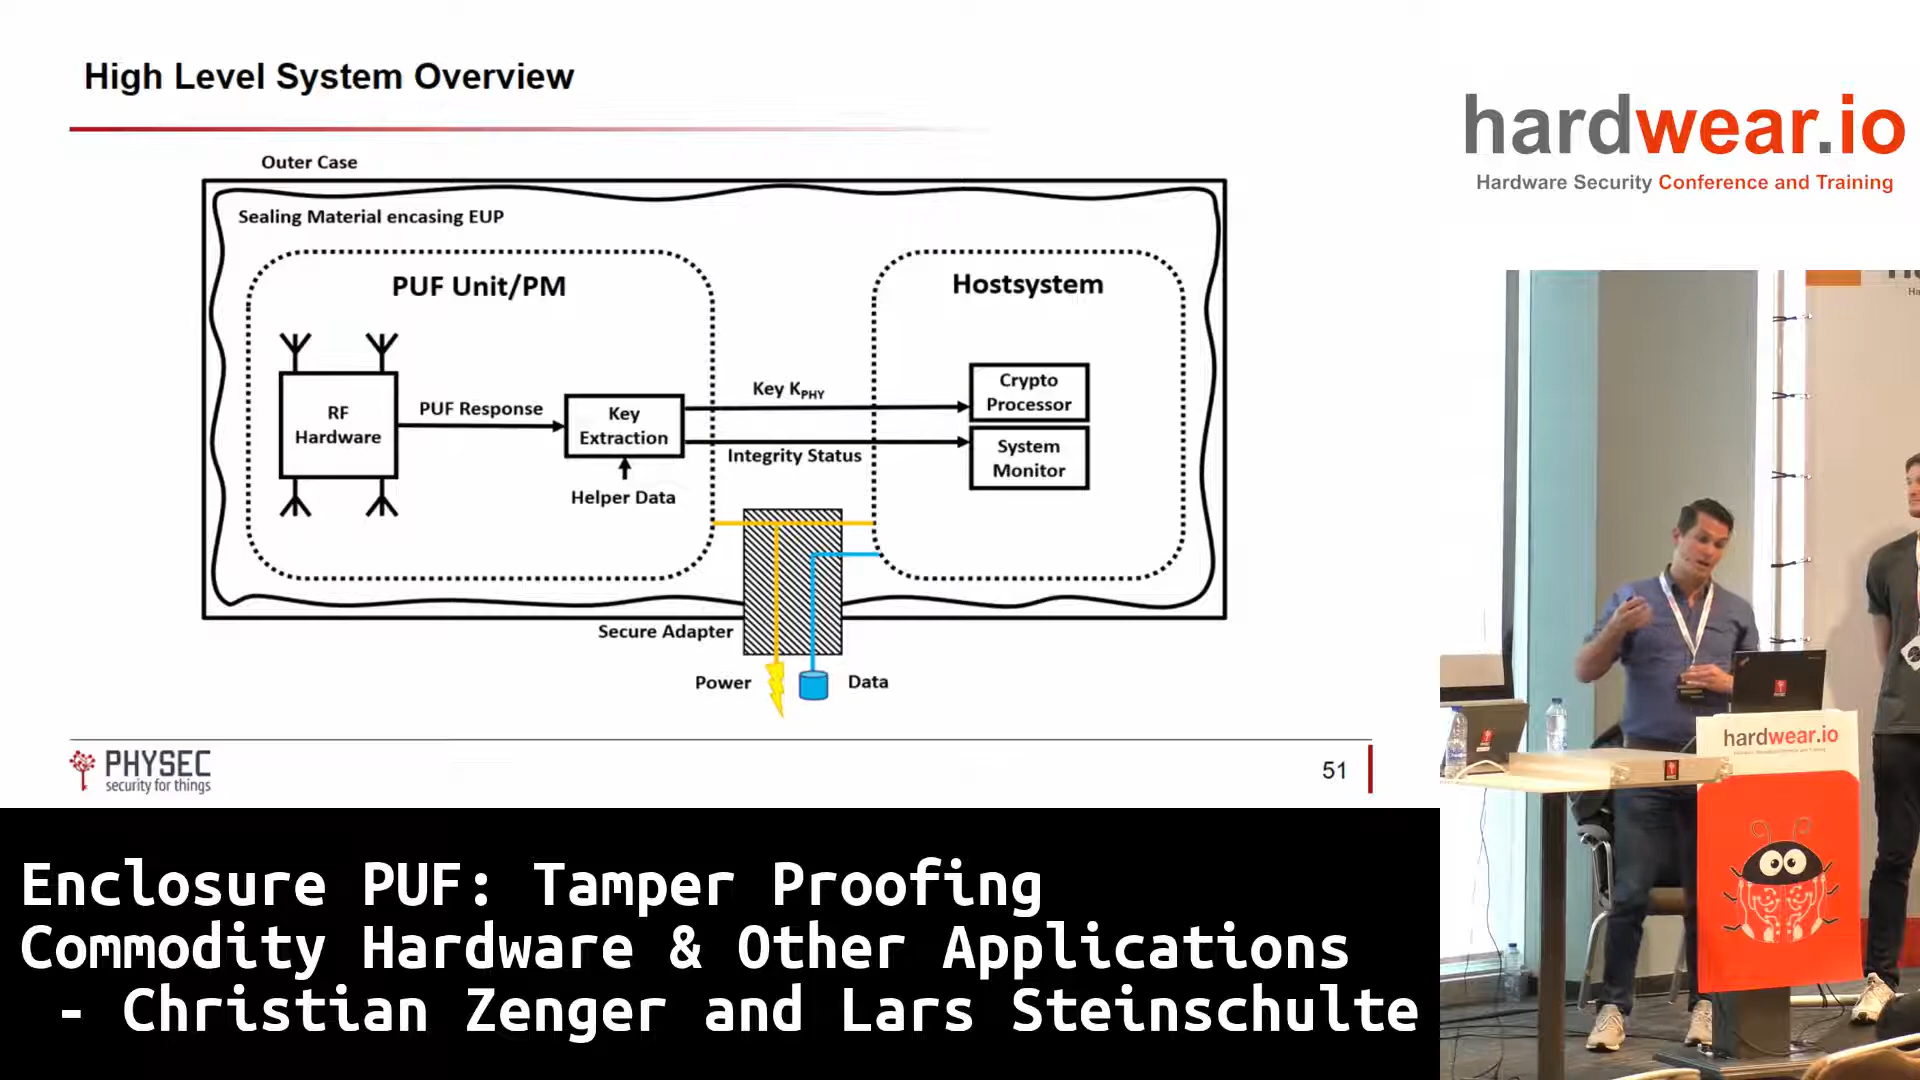 High Level System Overview
Outer Case
Sealing Material encasing EUP
PUF Unit/PM
Hostsystem
RF
Hardware
PUF Response
Key
Extraction
Helper Data
Key KPHY
Integrity Status
Crypto
Processor
System
Monitor
Secure Adapter
Power
Data
PHYSEC
security for things
51
hardwear.io
Hardware Security Conference and Training
hardwear.io
PHYSEC
Enclosure PUF: Tamper Proofing
Commodity Hardware & Other Applications
- Christian Zenger and Lars Steinschulte